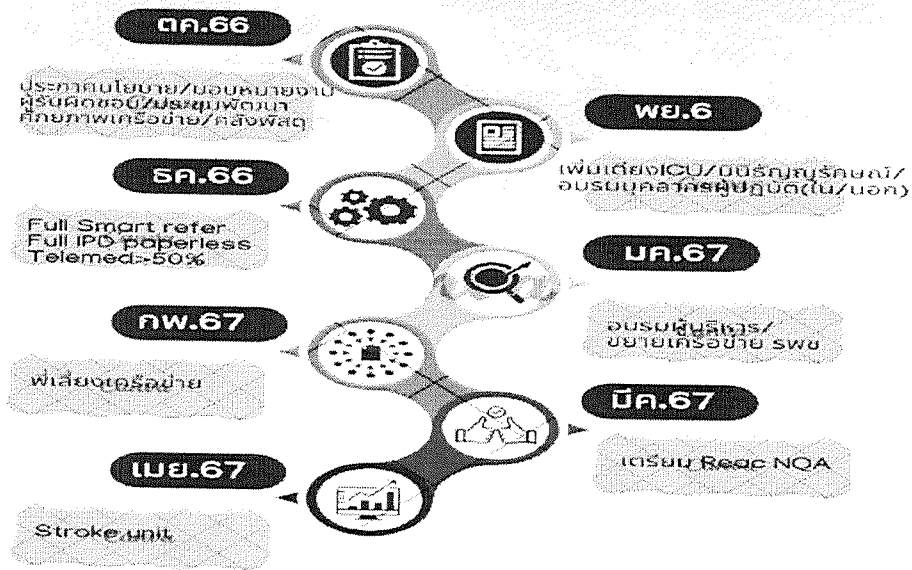 ตค.66
ประกาศนโยบาย/มอบหมายงาน
ผู้รับผิดชอบ/ประชุมพัฒนา
ศักยภาพเครือข่าย/คลังพัสดุ
พย.6
เพิ่มเตียงICU/มินิธัญญรักษณ์/
อบรมบุคลากรผู้ปฏิบัติ(ใน/นอก)
ธค.66
Full Smart refer
Full IPD paperless
Telemed>50%
มค.67
อบรมผู้บริหาร/
ขยายเครือข่าย รพช
กพ.67
พี่เลี้ยงเครือข่าย
มีค.67
เตรียม Reac NQA
เมย.67
Stroke unit